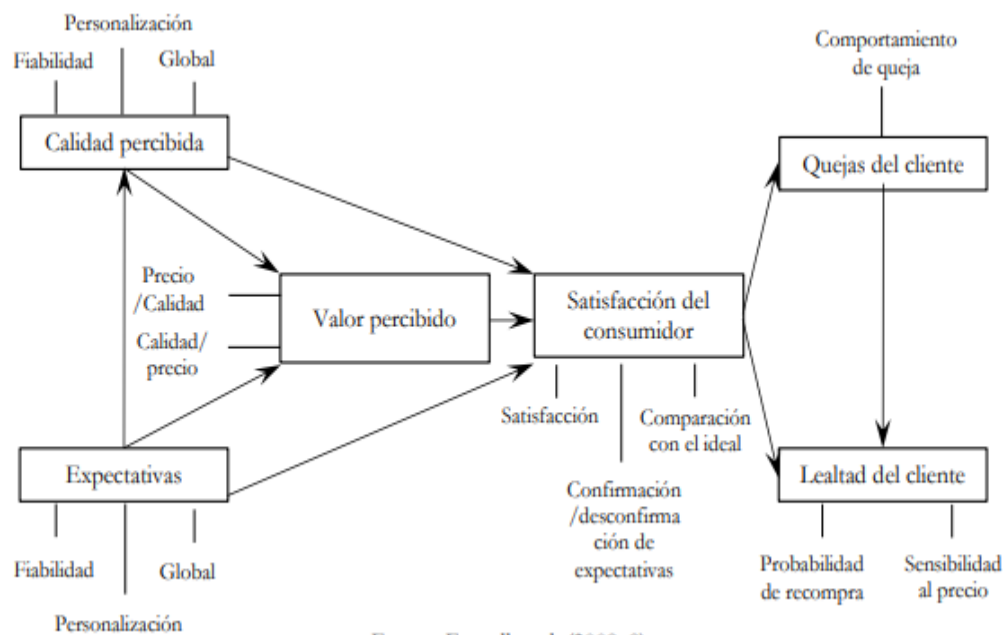 Personalización
Fiabilidad
Global
Calidad percibida
Comportamiento
de queja
Quejas del cliente
Precio
/Calidad
Calidad/
precio
Valor percibido
Satisfacción del
consumidor
Satisfacción
Comparación
con el ideal
Confirmación
/desconfirma
ción de
expectativas
Expectativas
Fiabilidad
Global
Personalización
Lealtad del cliente
Probabilidad
de recompra
Sensibilidad
al precio